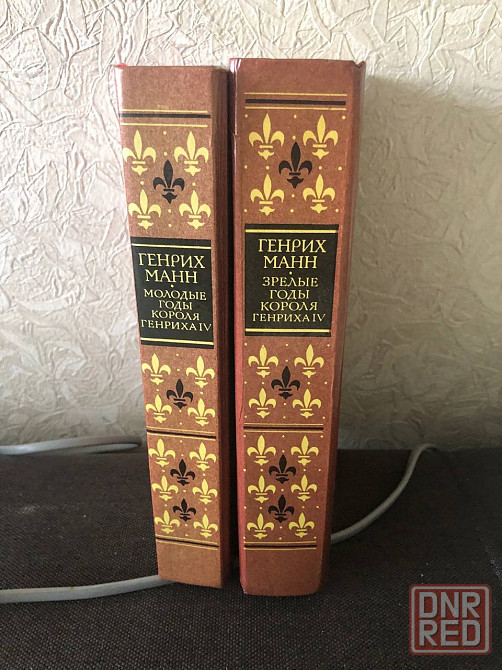 ГЕНРИХ
МАНН
МОЛОДЫЕ
ГОДЫ
КОРОЛЯ
ГЕНРИХА IV
ГЕНРИХ
МАНН
ЗРЕЛЫЕ
ГОДЫ
КОРОЛЯ
ГЕНРИХА IV
DNR
RED